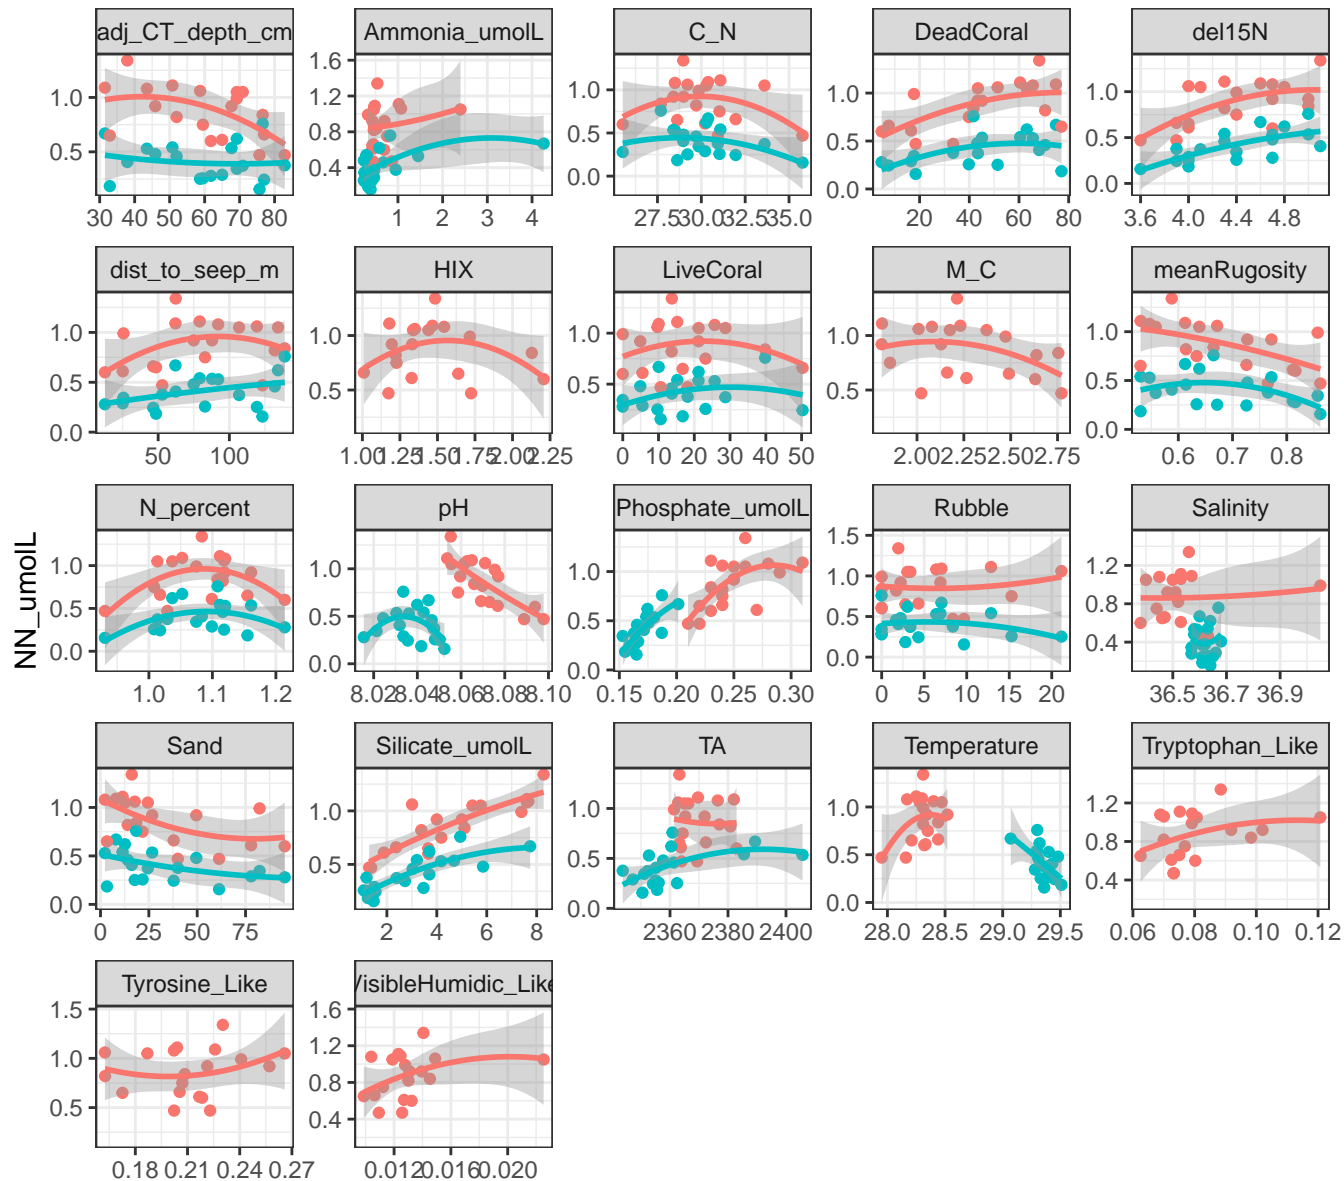 adj_CT_depth_cm Ammonia_umolL C_N DeadCoral del15N
1.0
0.5
30 40 50 60 70 80
1.6
1.2
0.8
0.4
1 2 3 4
1.0
0.5
0.0
27.5 30.0 32.5 35.0
1.0
0.5
0.0
20 40 60 80
1.0
0.5
0.0
3.6 4.0 4.4 4.8
dist_to_seep_m HIX LiveCoral M_C meanRugosity
1.0
0.5
0.0
50 100
1.0
0.5
1.00 1.25 1.50 1.75 2.00 2.25
1.0
0.5
0 10 20 30 40 50
1.0
0.5
2.00 2.25 2.50 2.75
1.0
0.5
0.0
0.6 0.7 0.8
NN_umolL
N_percent pH Phosphate_umolL Rubble Salinity
1.0
0.5
0.0
1.0 1.1 1.2
1.0
0.5
0.0
8.02 8.04 8.06 8.08 8.10
1.0
0.5
0.0
0.15 0.20 0.25 0.30
1.5
1.0
0.5
0.0
0 5 10 15 20
1.6
1.2
0.8
0.4
36.5 36.7 36.9
Sand Silicate_umolL TA Temperature Tryptophan_Like
1.0
0.5
0.0
0 25 50 75
1.0
0.5
2 4 6 8
1.0
0.5
0.0
2360 2380 2400
1.0
0.5
0.0
28.0 28.5 29.0 29.5
1.2
0.8
0.4
0.06 0.08 0.10 0.12
Tyrosine_Like VisibleHumidic_Like
1.5
1.0
0.5
0.18 0.21 0.24 0.27
1.6
1.2
0.8
0.4
0.012 0.016 0.020